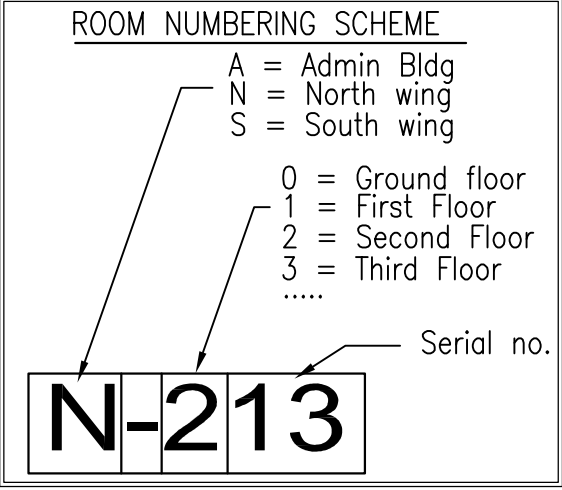 ROOM NUMBERING SCHEME
A = Admin Bldg
N = North wing
S = South wing
0 = Ground floor
1 = First Floor
2 = Second Floor
3 = Third Floor
.....
Serial no.
N-213